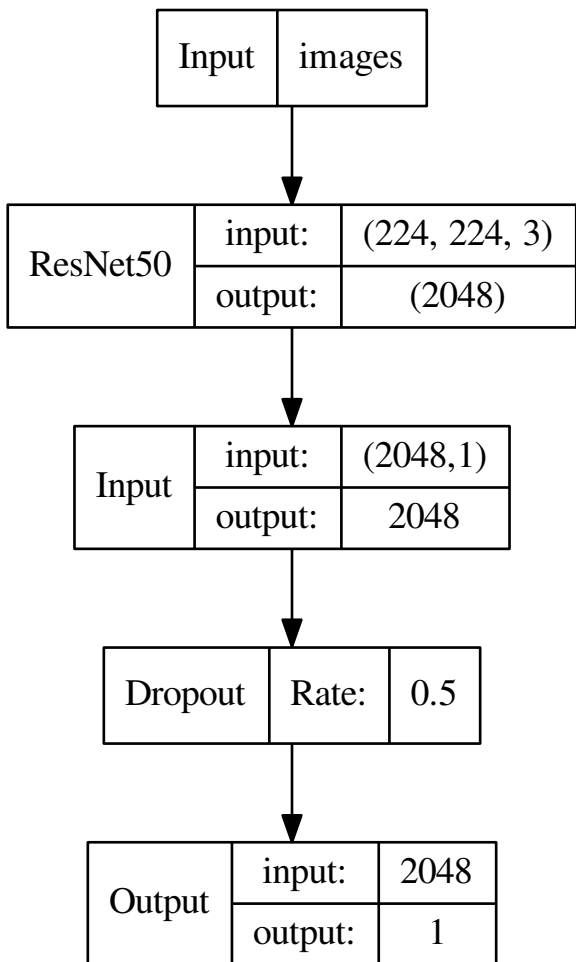 Input images
ResNet50 input: (224, 224, 3)
output: (2048)
Input input: (2048,1)
output: 2048
Dropout Rate: 0.5
Output input: 2048
output: 1